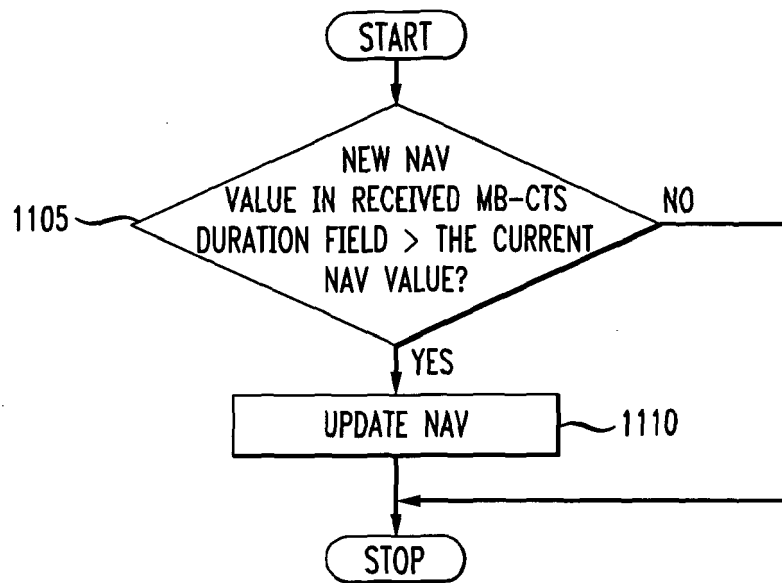 START
NEW NAV
VALUE IN RECEIVED MB-CTS
DURATION FIELD > THE CURRENT
NAV VALUE?
1105
NO
YES
UPDATE NAV
1110
STOP